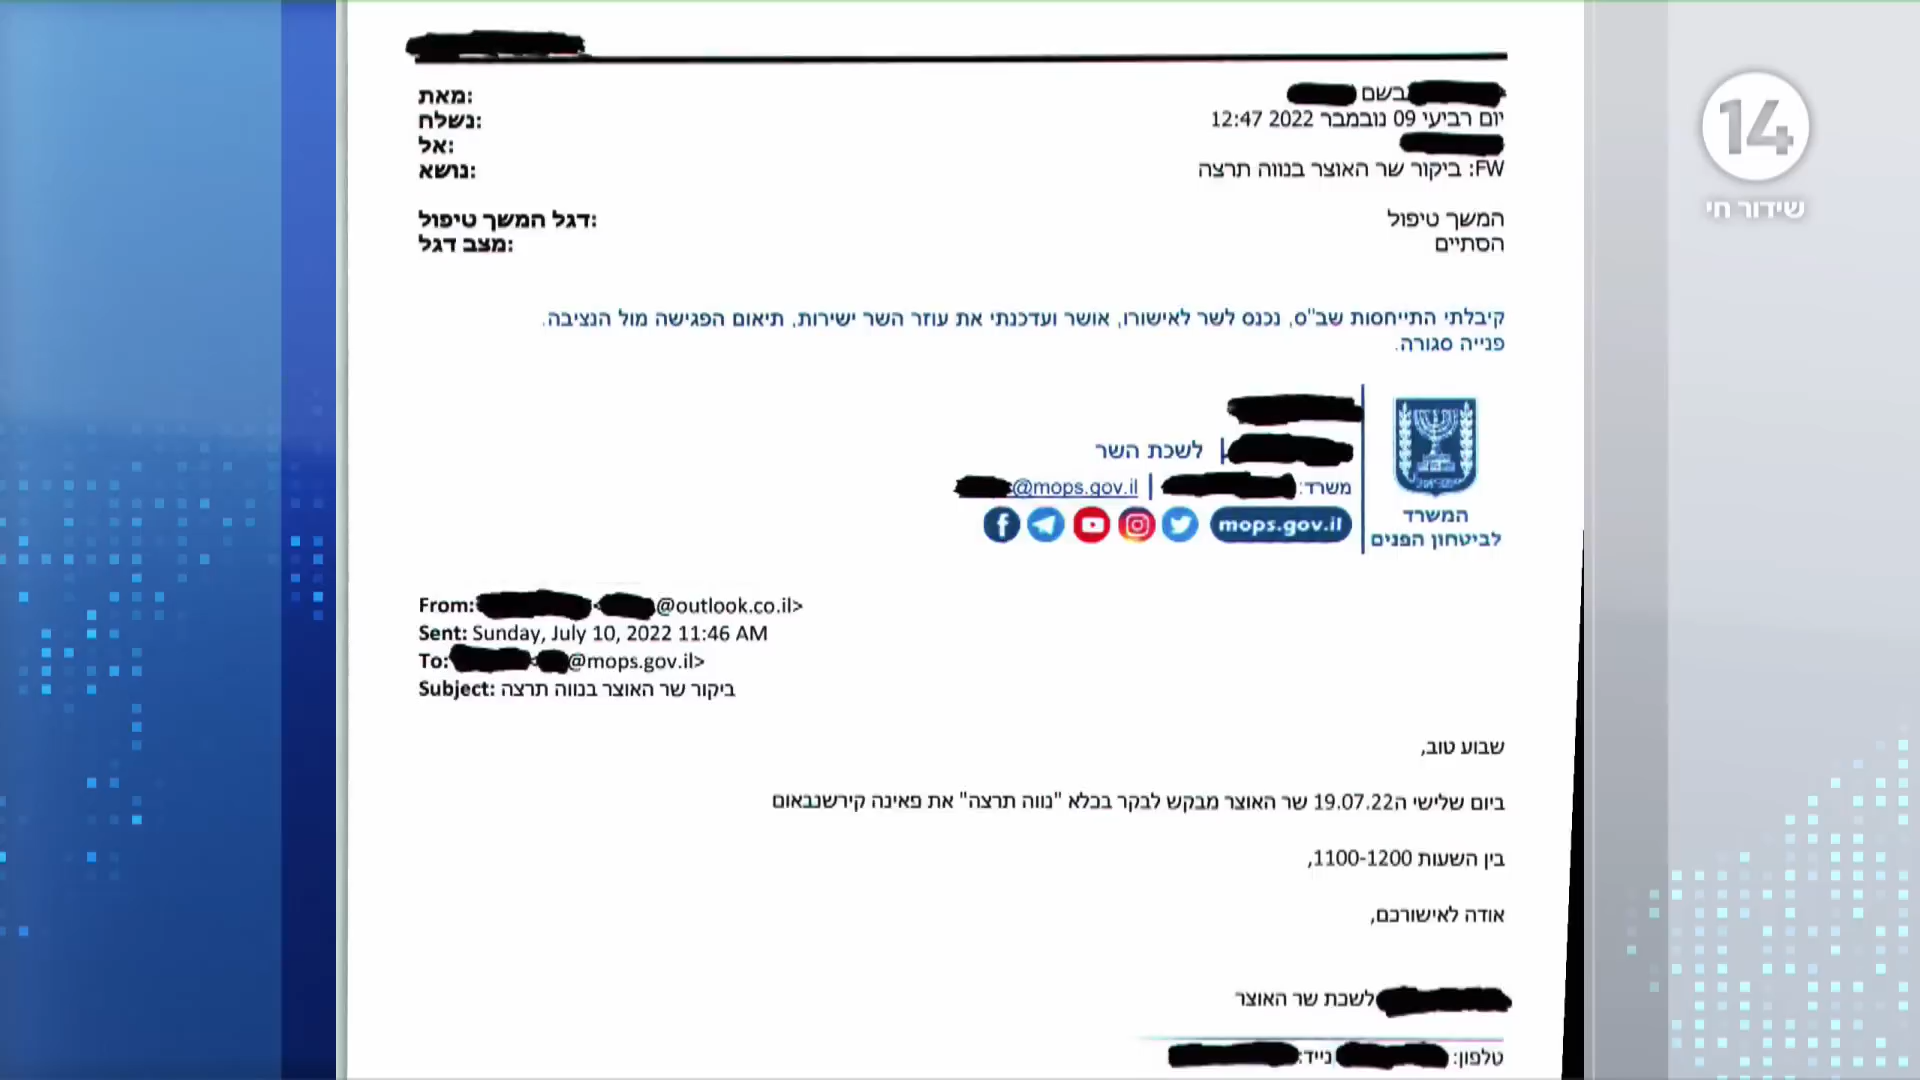 מאת: בשם
נשלח: יום רביעי 09 נובמבר 2022 12:47
אל:
נושא: FW: ביקור שר האוצר בנווה תרצה
דגל המשך טיפול: המשך טיפול
מצב דגל: הסתיים
קיבלתי התייחסות שב"ס, נכנס לשר לאישורו, אושר ועדכנתי את עוזר השר ישירות, תיאום הפגישה מול הנציבה.
פנייה סגורה.
| לשכת השר
משרד: | @mops.gov.il
mops.gov.il
המשרד
לביטחון הפנים
From: < @outlook.co.il>
Sent: Sunday, July 10, 2022 11:46 AM
To: < @mops.gov.il>
Subject: ביקור שר האוצר בנווה תרצה
שבוע טוב,
ביום שלישי ה19.07.22 שר האוצר מבקש לבקר בכלא "נווה תרצה" את פאינה קירשנבאום
בין השעות 1100-1200,
אודה לאישורכם,
לשכת שר האוצר
טלפון: נייד:
14
שידור חי